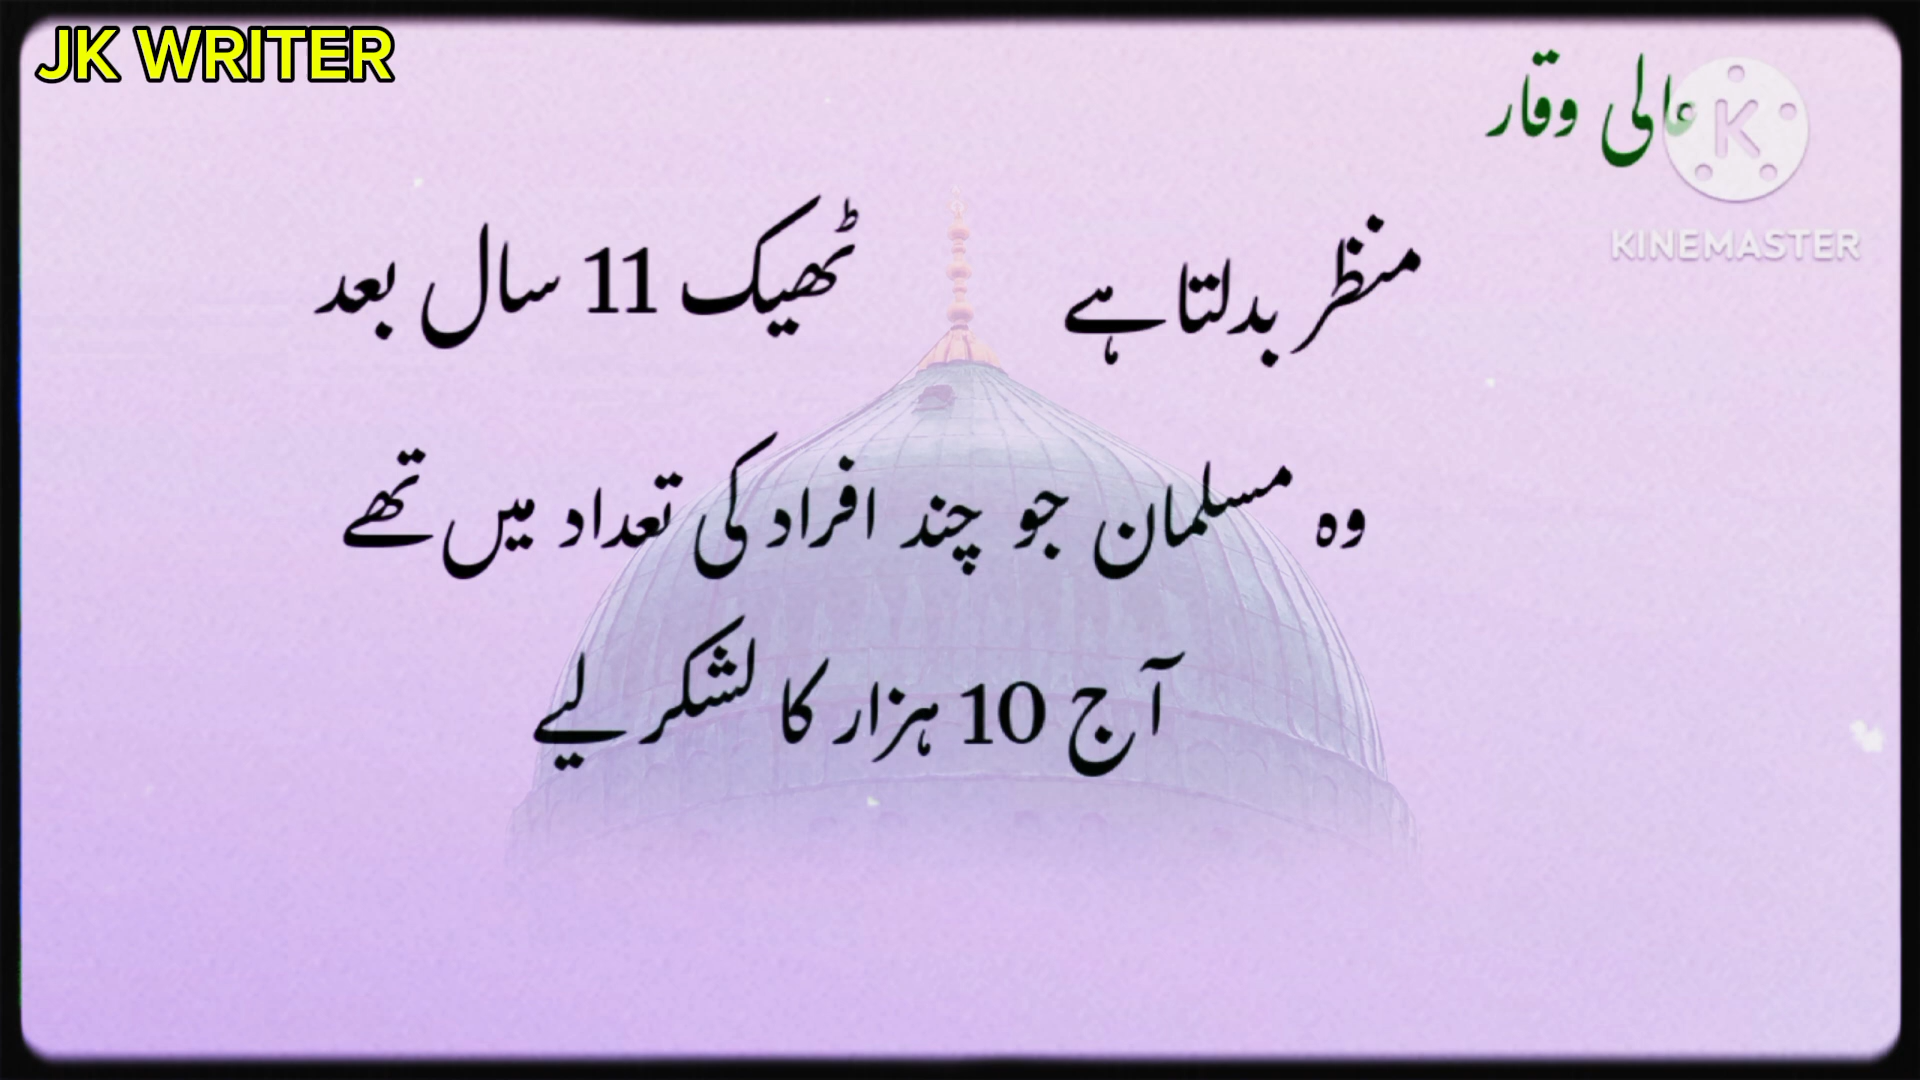 JK WRITER
عالی وقار
KINEMASTER
منظر بدلتا ہے ٹھیک 11 سال بعد
وہ مسلمان جو چند افراد کی تعداد میں تھے
آج 10 ہزار کا لشکر لیے